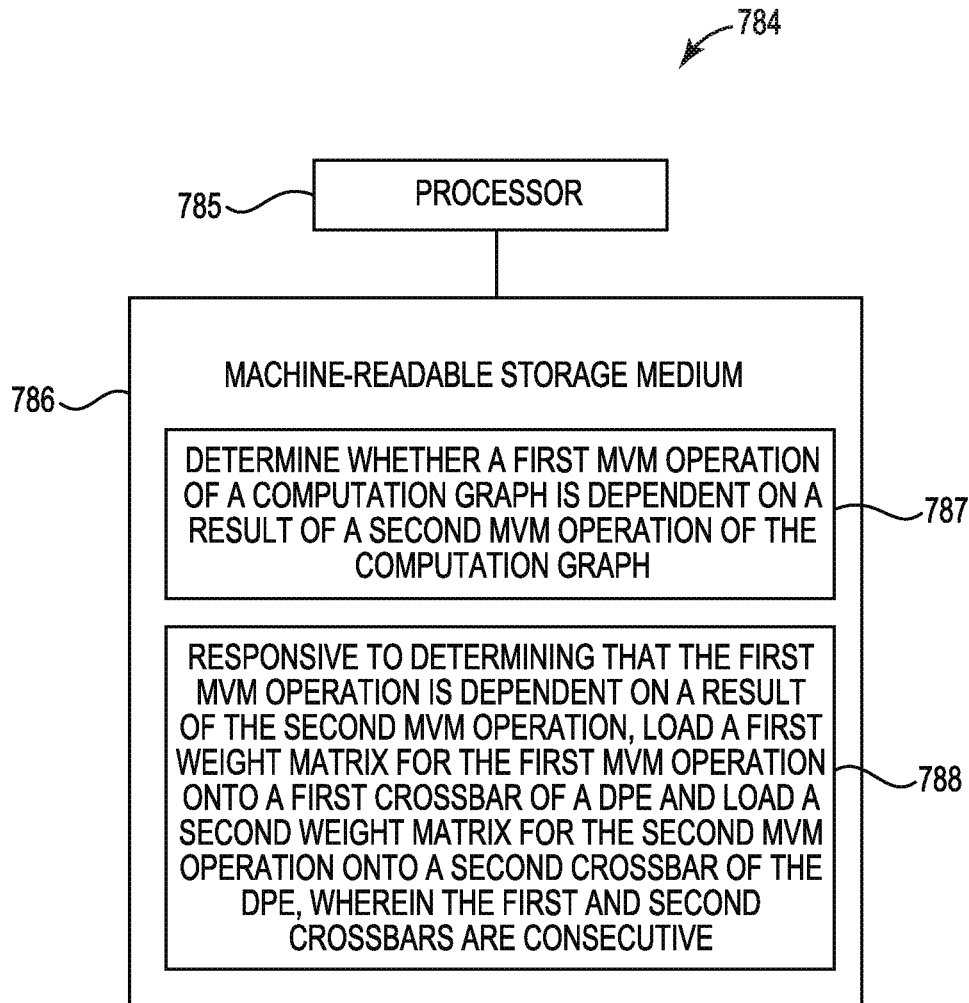 784
PROCESSOR
785
MACHINE-READABLE STORAGE MEDIUM
786
DETERMINE WHETHER A FIRST MVM OPERATION
OF A COMPUTATION GRAPH IS DEPENDENT ON A
RESULT OF A SECOND MVM OPERATION OF THE
COMPUTATION GRAPH
787
RESPONSIVE TO DETERMINING THAT THE FIRST
MVM OPERATION IS DEPENDENT ON A RESULT
OF THE SECOND MVM OPERATION, LOAD A FIRST
WEIGHT MATRIX FOR THE FIRST MVM OPERATION
ONTO A FIRST CROSSBAR OF A DPE AND LOAD A
SECOND WEIGHT MATRIX FOR THE SECOND MVM
OPERATION ONTO A SECOND CROSSBAR OF THE
DPE, WHEREIN THE FIRST AND SECOND
CROSSBARS ARE CONSECUTIVE
788